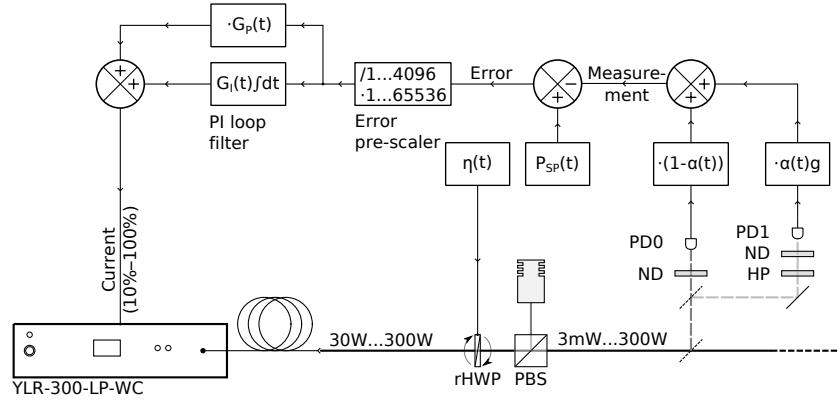 ·G_P(t)
G_I(t)∫dt
PI loop
filter
/1...4096
·1...65536
Error
pre-scaler
Error
Measure-
ment
+
+
+
−
+
+
η(t)
P_SP(t)
·(1-α(t))
·α(t)g
PD0
ND
PD1
ND
HP
Current
(10%–100%)
30W...300W
3mW...300W
rHWP
PBS
YLR-300-LP-WC